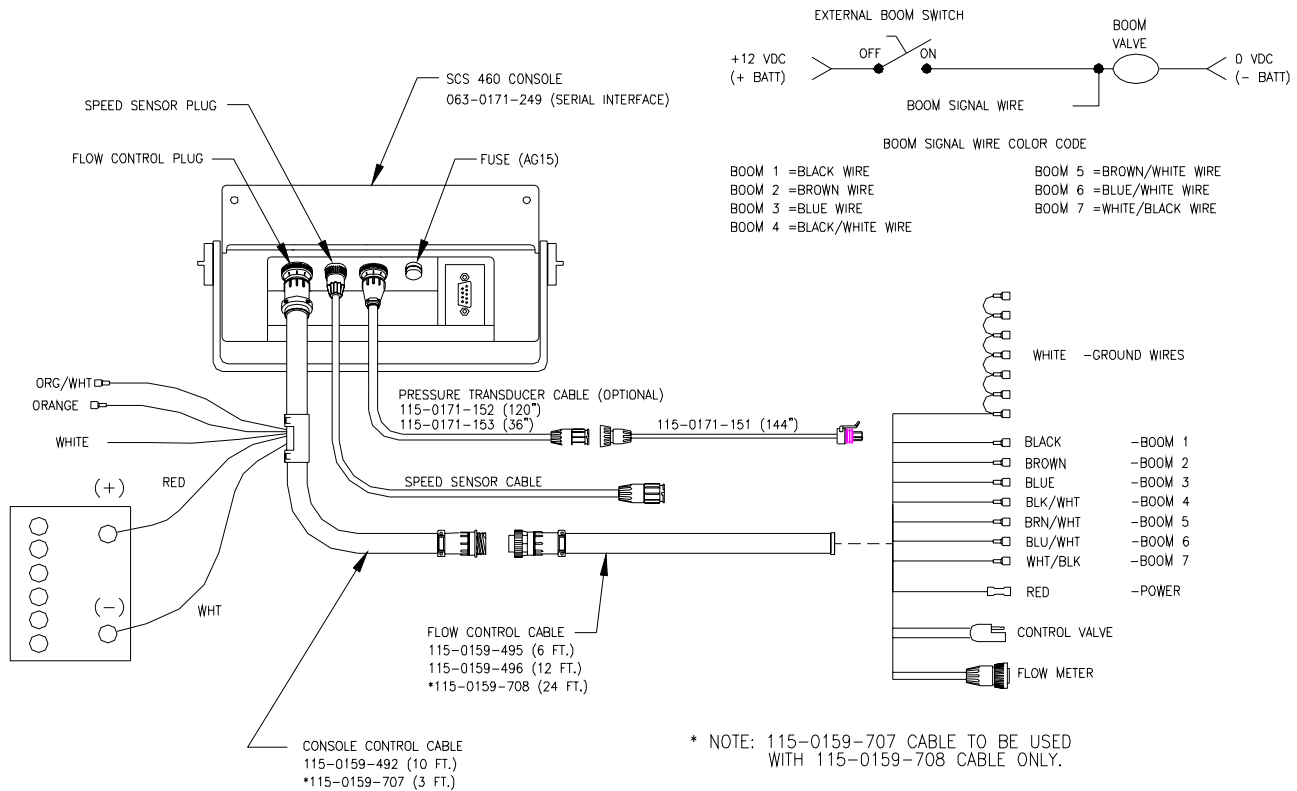 EXTERNAL BOOM SWITCH
BOOM
VALVE
+12 VDC
(+ BATT)
OFF
ON
0 VDC
(- BATT)
BOOM SIGNAL WIRE
BOOM SIGNAL WIRE COLOR CODE
BOOM 1 =BLACK WIRE
BOOM 2 =BROWN WIRE
BOOM 3 =BLUE WIRE
BOOM 4 =BLACK/WHITE WIRE
BOOM 5 =BROWN/WHITE WIRE
BOOM 6 =BLUE/WHITE WIRE
BOOM 7 =WHITE/BLACK WIRE
SCS 460 CONSOLE
063-0171-249 (SERIAL INTERFACE)
SPEED SENSOR PLUG
FLOW CONTROL PLUG
FUSE (AG15)
ORG/WHT
ORANGE
WHITE
RED
(+)
(-)
WHT
PRESSURE TRANSDUCER CABLE (OPTIONAL)
115-0171-152 (120")
115-0171-153 (36")
115-0171-151 (144")
SPEED SENSOR CABLE
WHITE -GROUND WIRES
BLACK -BOOM 1
BROWN -BOOM 2
BLUE -BOOM 3
BLK/WHT -BOOM 4
BRN/WHT -BOOM 5
BLU/WHT -BOOM 6
WHT/BLK -BOOM 7
RED -POWER
CONTROL VALVE
FLOW METER
FLOW CONTROL CABLE
115-0159-495 (6 FT.)
115-0159-496 (12 FT.)
*115-0159-708 (24 FT.)
CONSOLE CONTROL CABLE
115-0159-492 (10 FT.)
*115-0159-707 (3 FT.)
* NOTE: 115-0159-707 CABLE TO BE USED
WITH 115-0159-708 CABLE ONLY.